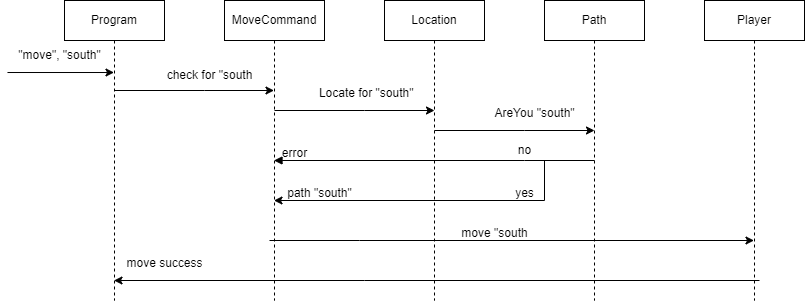 Program
MoveCommand
Location
Path
Player
"move", "south"
check for "south
Locate for "south"
AreYou "south"
error
no
path "south"
yes
move "south
move success